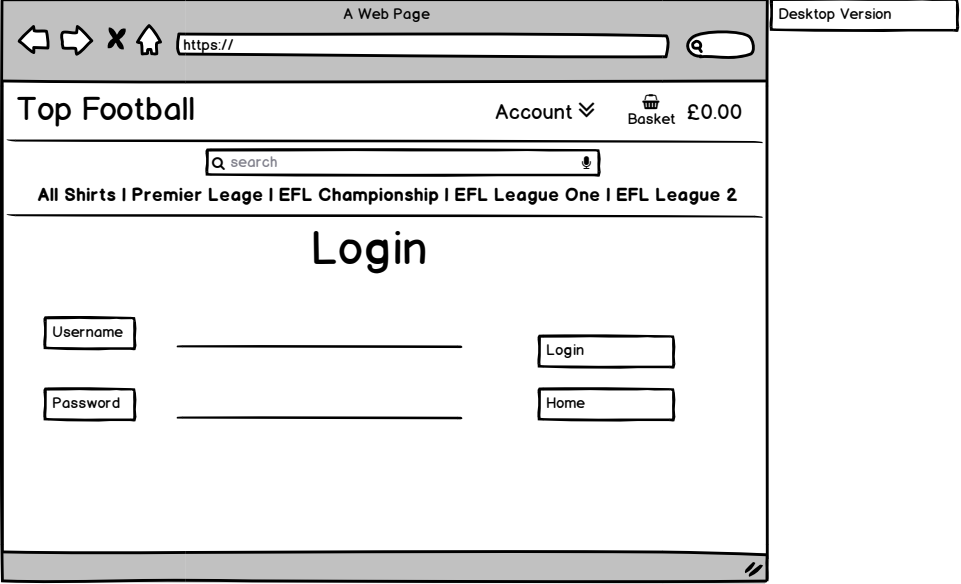 A Web Page
Desktop Version
https://
Top Football
Account
Basket
£0.00
search
All Shirts | Premier Leage | EFL Championship | EFL League One | EFL League 2
Login
Username
Login
Password
Home